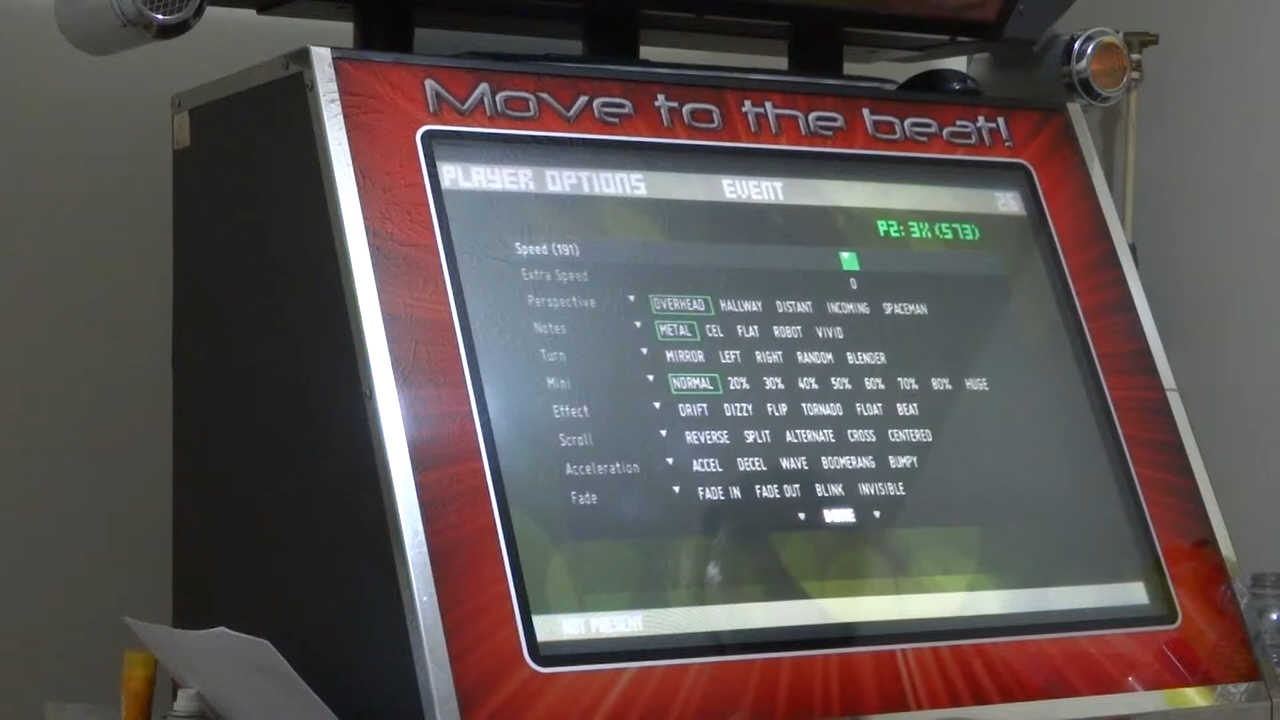 Move to the beat!
PLAYER OPTIONS EVENT 26
P2: 3X (573)
Speed (191)
Extra Speed 0
Perspective OVERHEAD HALLWAY DISTANT INCOMING SPACEMAN
Notes METAL CEL FLAT ROBOT VIVID
Turn MIRROR LEFT RIGHT RANDOM BLENDER
Mini NORMAL 20% 30% 40% 50% 60% 70% 80% HUGE
Effect DRIFT DIZZY FLIP TORNADO FLOAT BEAT
Scroll REVERSE SPLIT ALTERNATE CROSS CENTERED
Acceleration ACCEL DECEL WAVE BOOMERANG BUMPY
Fade FADE IN FADE OUT BLINK INVISIBLE
DONE
NOT PRESENT